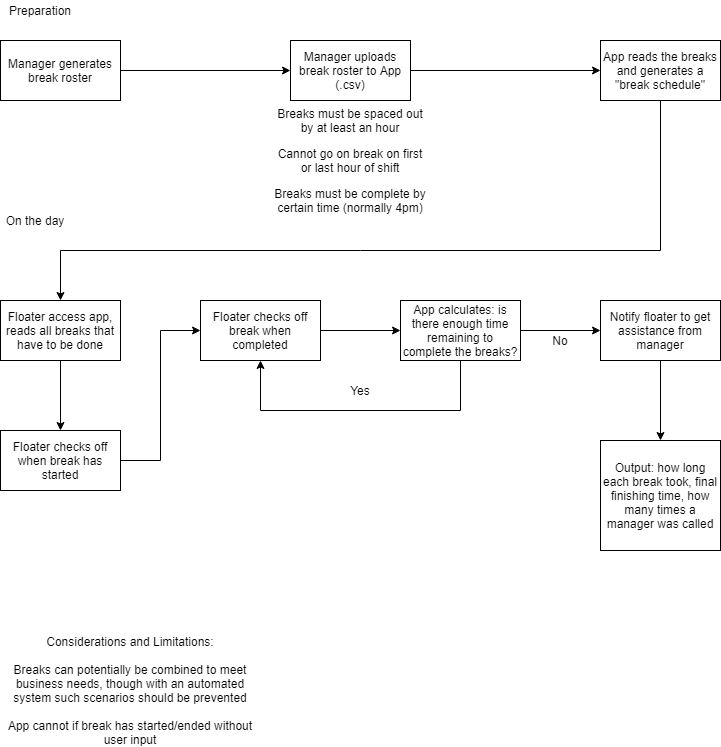 Preparation
Manager generates
break roster
Manager uploads
break roster to App
(.csv)
App reads the breaks
and generates a
"break schedule"
Breaks must be spaced out
by at least an hour
Cannot go on break on first
or last hour of shift
Breaks must be complete by
certain time (normally 4pm)
On the day
Floater access app,
reads all breaks that
have to be done
Floater checks off
break when
completed
App calculates: is
there enough time
remaining to
complete the breaks?
No
Notify floater to get
assistance from
manager
Yes
Floater checks off
when break has
started
Output: how long
each break took, final
finishing time, how
many times a
manager was called
Considerations and Limitations:
Breaks can potentially be combined to meet
business needs, though with an automated
system such scenarios should be prevented
App cannot if break has started/ended without
user input